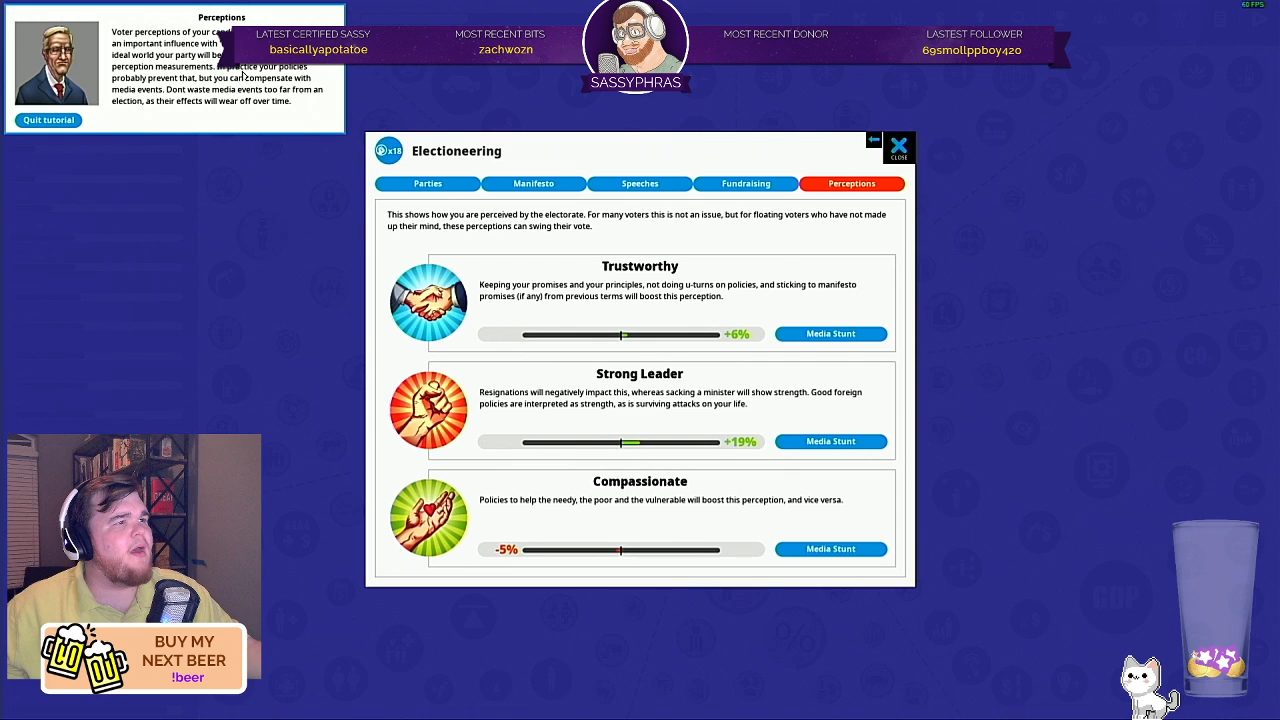 60 FPS
Perceptions
Voter perceptions of your
an important influence with
ideal world your party will be
perception measurements. In practice your policies
probably prevent that, but you can compensate with
media events. Dont waste media events too far from an
election, as their effects will wear off over time.
Quit tutorial
LATEST CERTIFED SASSY
basicallyapotatoe
MOST RECENT BITS
zachwozn
SASSYPHRAS
MOST RECENT DONOR
LASTEST FOLLOWER
69smollppboy420
x18
Electioneering
CLOSE
Parties
Manifesto
Speeches
Fundraising
Perceptions
This shows how you are perceived by the electorate. For many voters this is not an issue, but for floating voters who have not made
up their mind, these perceptions can swing their vote.
Trustworthy
Keeping your promises and your principles, not doing u-turns on policies, and sticking to manifesto
promises (if any) from previous terms will boost this perception.
+6%
Media Stunt
Strong Leader
Resignations will negatively impact this, whereas sacking a minister will show strength. Good foreign
policies are interpreted as strength, as is surviving attacks on your life.
+19%
Media Stunt
Compassionate
Policies to help the needy, the poor and the vulnerable will boost this perception, and vice versa.
-5%
Media Stunt
BUY MY
NEXT BEER
!beer
GDP